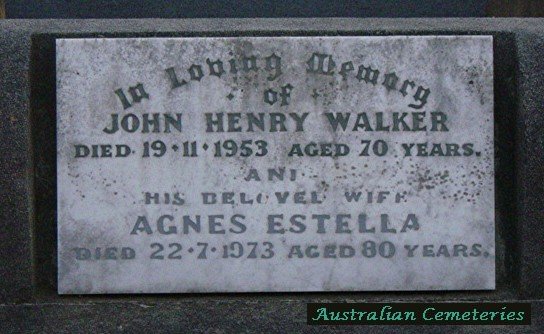 In Loving Memory
of
JOHN HENRY WALKER
DIED 19·11·1953 AGED 70 YEARS.
AND
HIS BELOVED WIFE
AGNES ESTELLA
DIED 22·7·1973 AGED 80 YEARS.
Australian Cemeteries